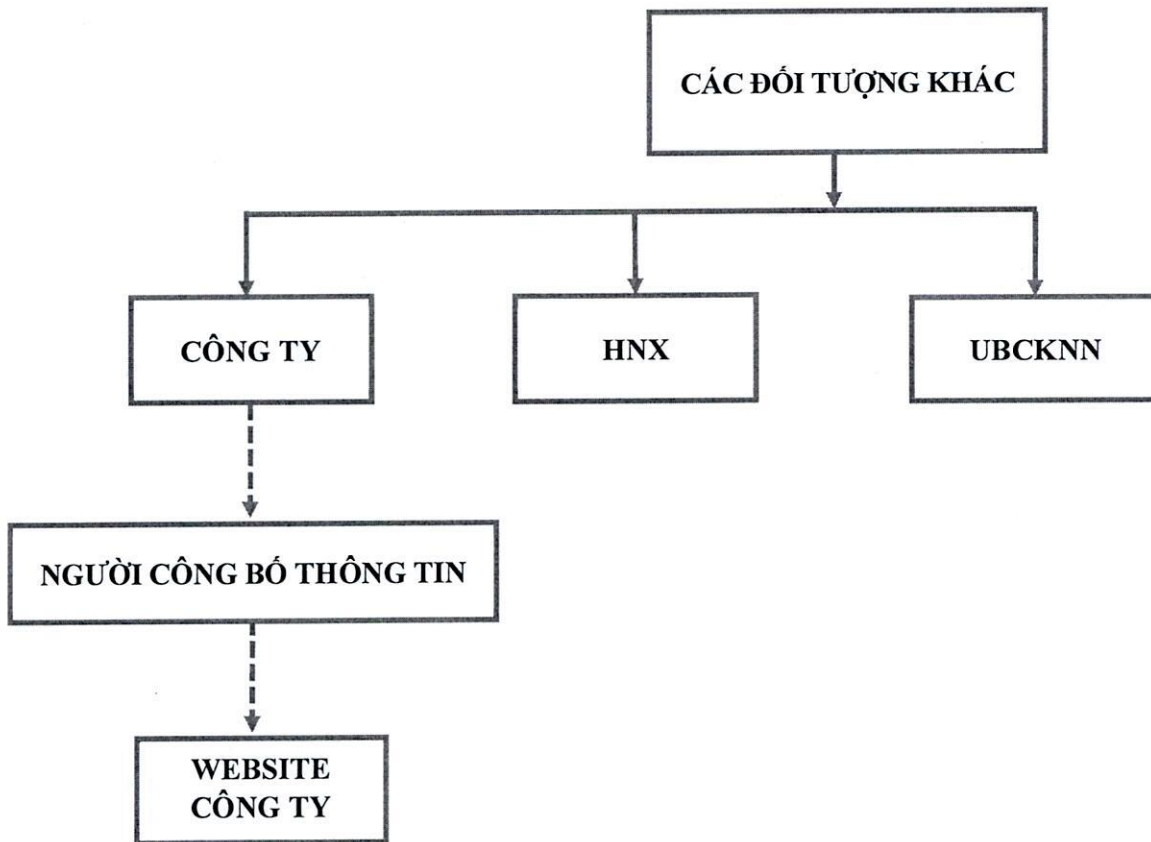 CÁC ĐỐI TƯỢNG KHÁC
CÔNG TY
HNX
UBCKNN
NGƯỜI CÔNG BỐ THÔNG TIN
WEBSITE
CÔNG TY